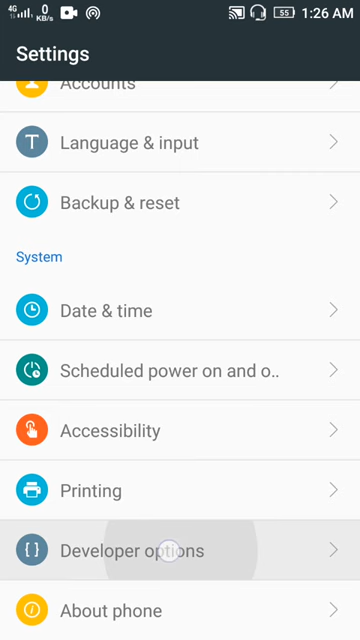 4G 0 KB/s 55 1:26 AM
Settings
Accounts
Language & input
Backup & reset
System
Date & time
Scheduled power on and o..
Accessibility
Printing
Developer options
About phone